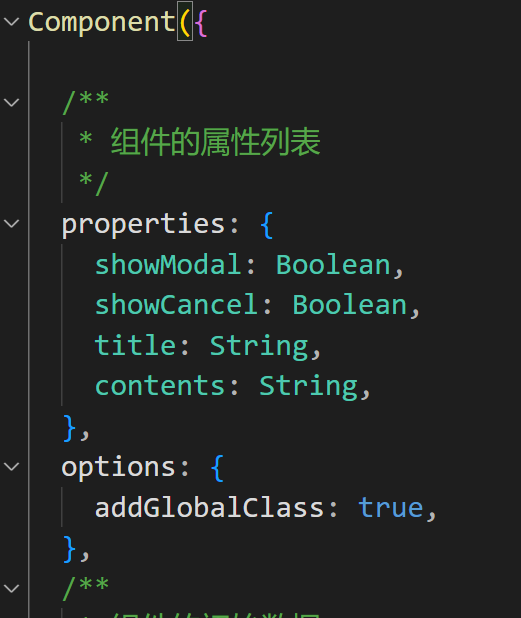 Component({
/**
* 组件的属性列表
*/
properties: {
showModal: Boolean,
showCancel: Boolean,
title: String,
contents: String,
},
options: {
addGlobalClass: true,
},
/**